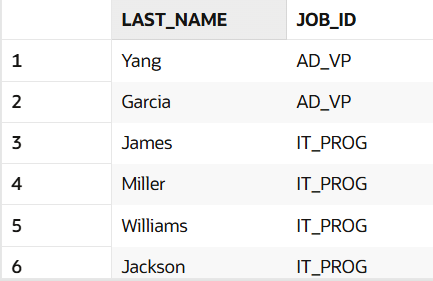 LAST_NAME JOB_ID
1 Yang AD_VP
2 Garcia AD_VP
3 James IT_PROG
4 Miller IT_PROG
5 Williams IT_PROG
6 Jackson IT_PROG